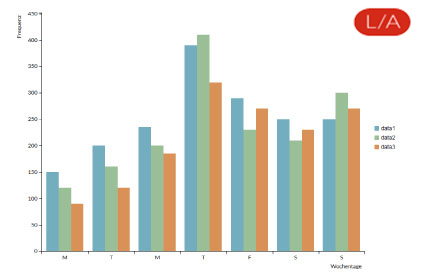 L/A
Frequenz
450
400
350
300
250
200
150
100
50
0
M T M T F S S
Wochentage
data1
data2
data3